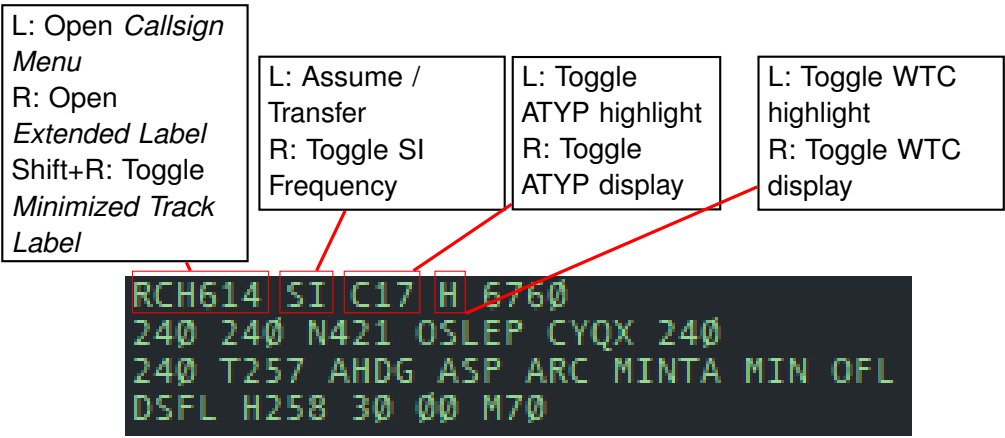 L: Open Callsign
Menu
R: Open
Extended Label
Shift+R: Toggle
Minimized Track
Label
L: Assume /
Transfer
R: Toggle SI
Frequency
L: Toggle
ATYP highlight
R: Toggle
ATYP display
L: Toggle WTC
highlight
R: Toggle WTC
display
RCH614 SI C17 H 6760
240 240 N421 OSLEP CYQX 240
240 T257 AHDG ASP ARC MINTA MIN OFL
DSFL H258 30 00 M70